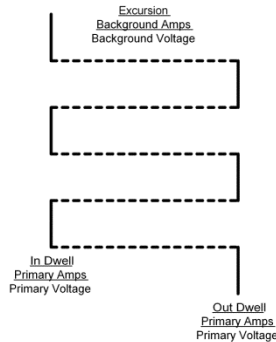 Excursion
Background Amps
Background Voltage
In Dwell
Primary Amps
Primary Voltage
Out Dwell
Primary Amps
Primary Voltage